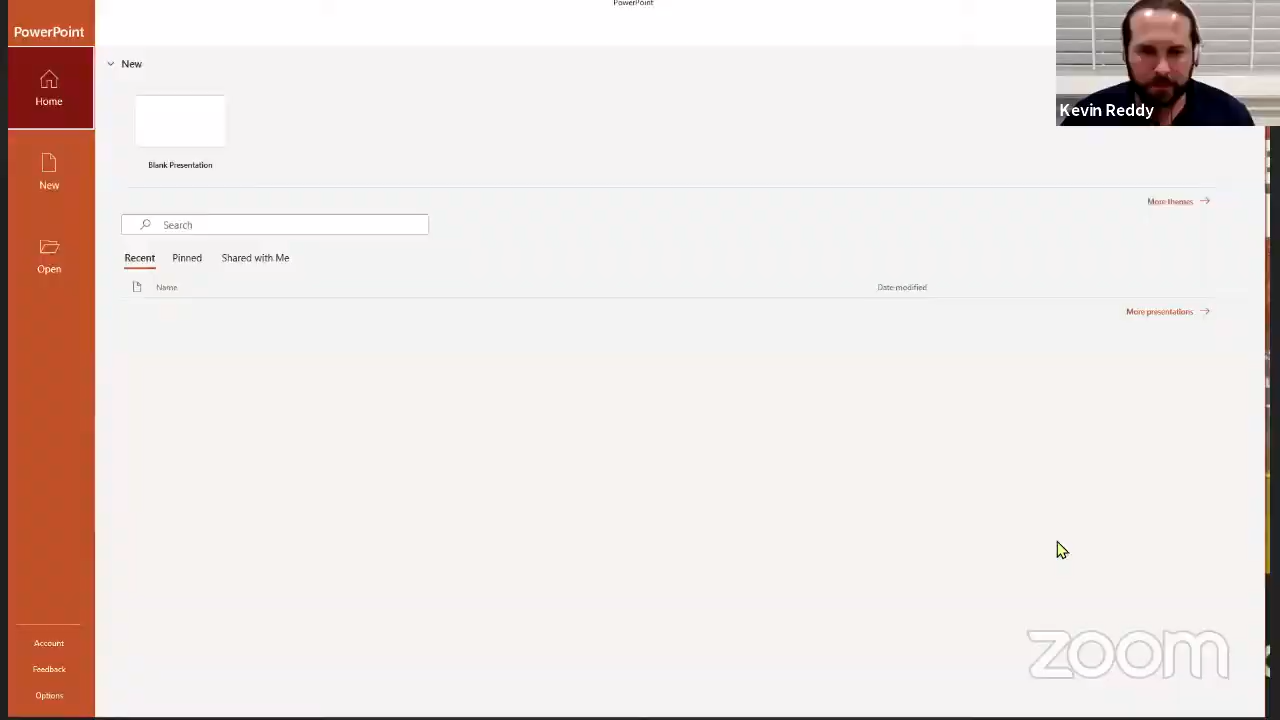 PowerPoint
PowerPoint
Home
New
Open
Account
Feedback
Options
New
Blank Presentation
More themes
Search
Recent
Pinned
Shared with Me
Name
Date modified
More presentations
Kevin Reddy
zoom